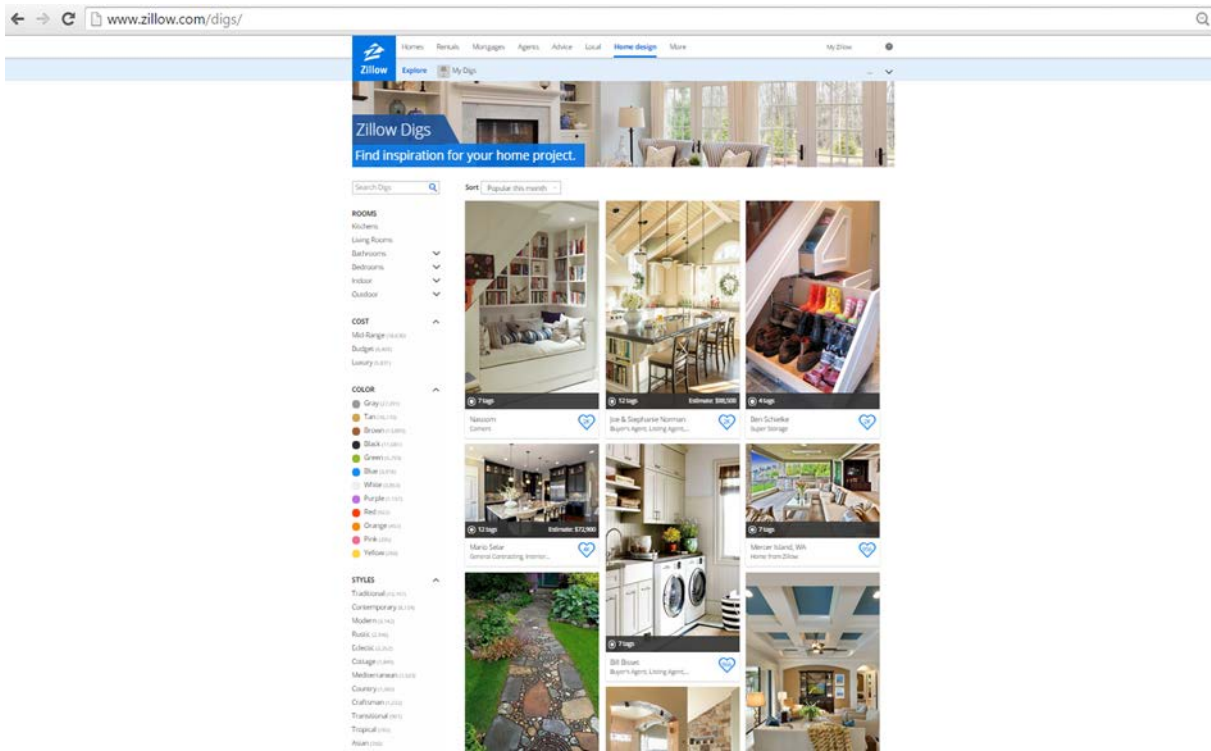 www.zillow.com/digs/
Homes Rentals Mortgages Agents Advice Local Home design More My Zillow
Zillow
Explore My Digs
Zillow Digs
Find inspiration for your home project.
Search Digs
Sort Popular this month
ROOMS
Kitchens
Living Rooms
Bathrooms
Bedrooms
Indoor
Outdoor
COST
Mid-Range
Budget
Luxury
COLOR
Gray
Tan
Brown
Black
Green
Blue
White
Purple
Red
Orange
Pink
Yellow
STYLES
Traditional
Contemporary
Modern
Rustic
Eclectic
Cottage
Mediterranean
Country
Craftsman
Transitional
Tropical
Asian
7 tags
Cement
12 tags Estimate: $88,500
Joe & Stephanie Norman
Buyer's Agent, Listing Agent,...
4 tags
Ben Schielke
Super Storage
12 tags Estimate: $72,900
Mario Salar
General Contracting, Interior...
7 tags
Bill Bisset
Buyer's Agent, Listing Agent,...
7 tags
Mercer Island, WA
Home from Zillow